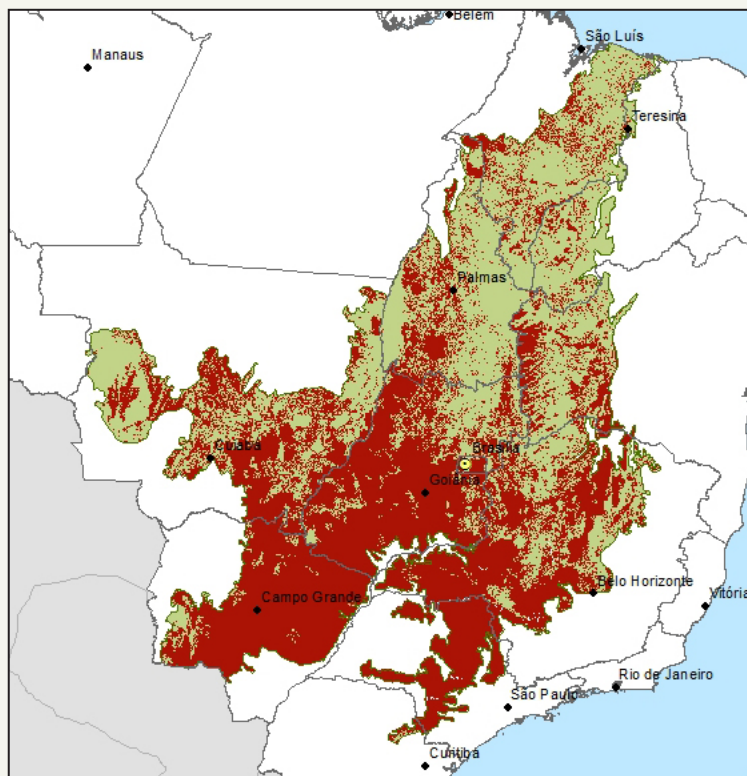 Belém
São Luís
Manaus
Teresina
Palmas
Cuiabá
Brasília
Goiânia
Belo Horizonte
Campo Grande
Vitória
Rio de Janeiro
São Paulo
Curitiba